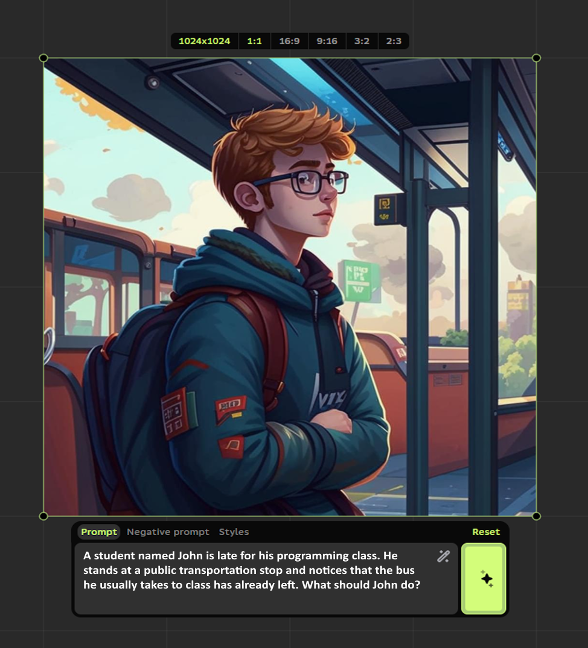 1024x1024 1:1 16:9 9:16 3:2 2:3
Prompt Negative prompt Styles Reset
A student named John is late for his programming class. He
stands at a public transportation stop and notices that the bus
he usually takes to class has already left. What should John do?